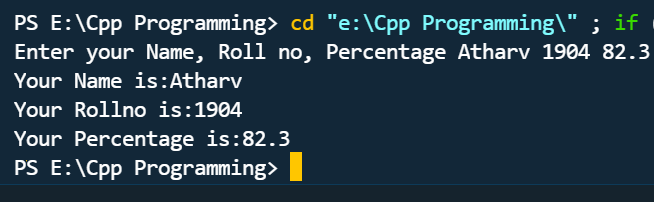 PS E:\Cpp Programming> cd "e:\Cpp Programming\" ; if
Enter your Name, Roll no, Percentage Atharv 1904 82.3
Your Name is:Atharv
Your Rollno is:1904
Your Percentage is:82.3
PS E:\Cpp Programming>